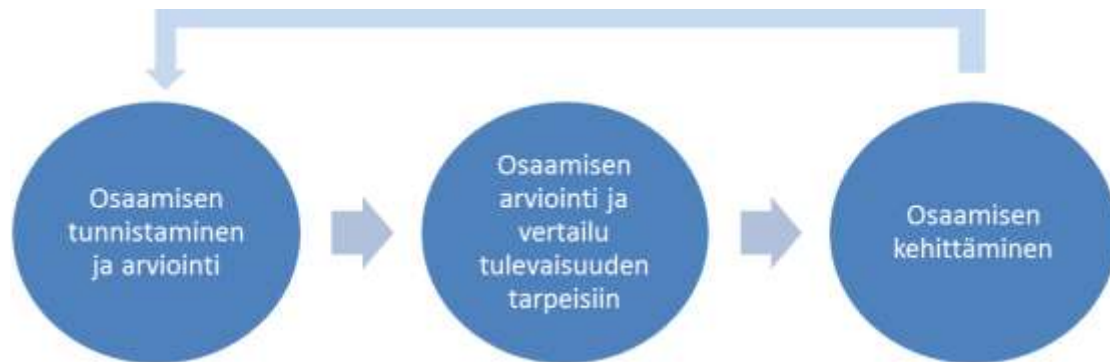 Osaamisen
tunnistaminen
ja arviointi
Osaamisen
arviointi ja
vertailu
tulevaisuuden
tarpeisiin
Osaamisen
kehittäminen